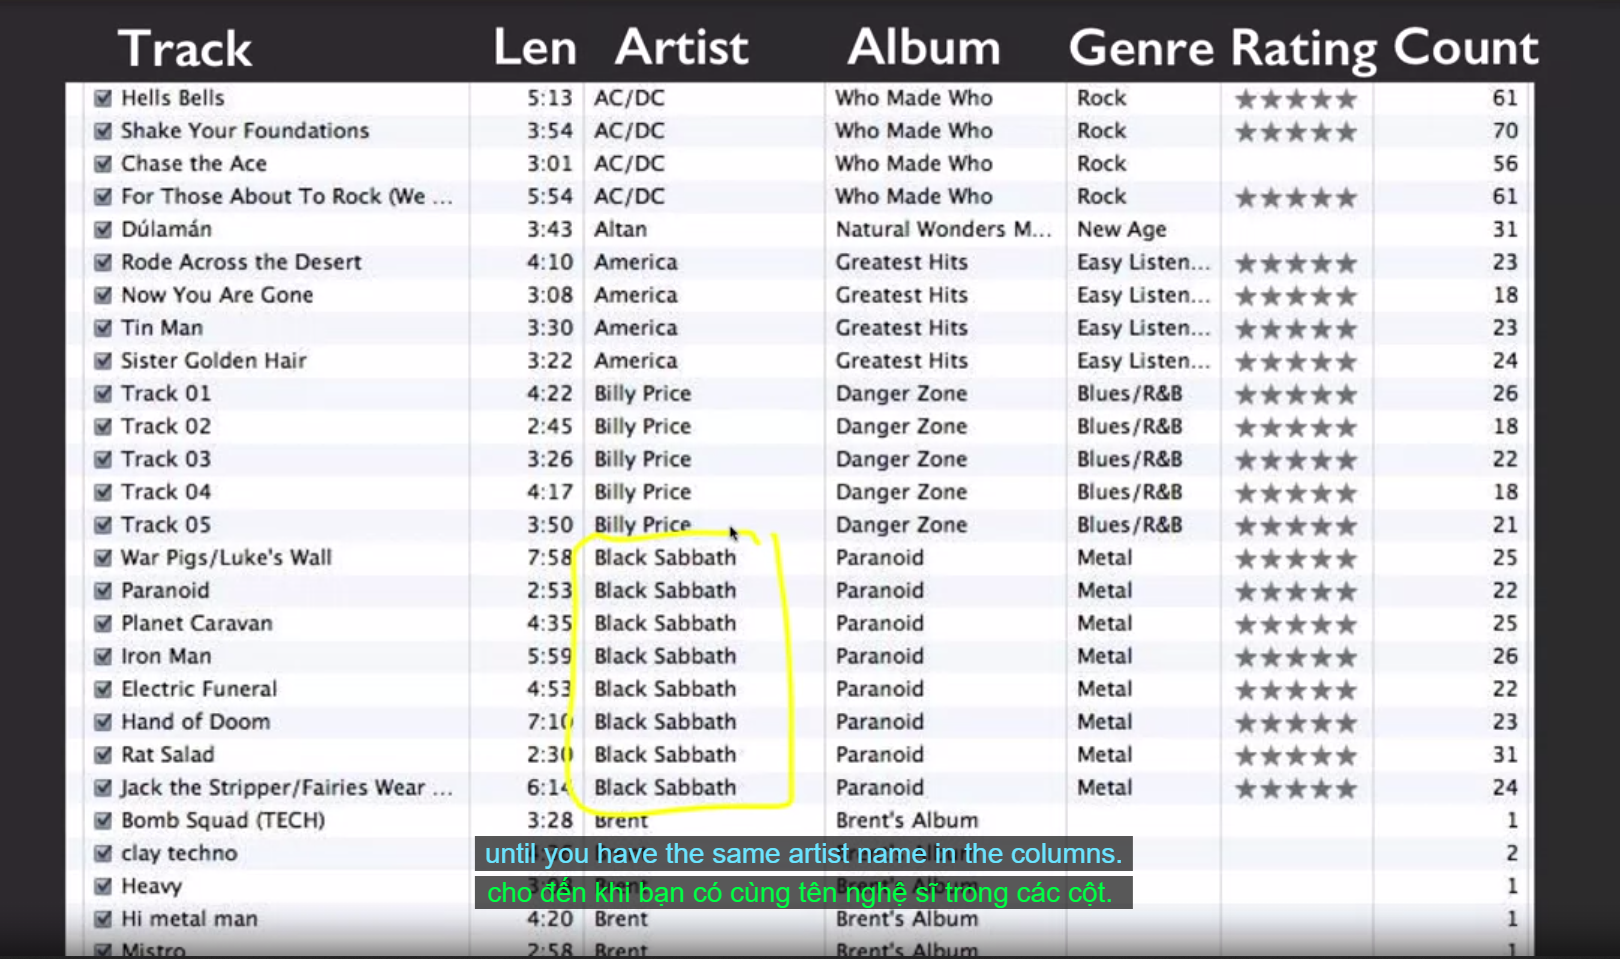 Track Len Artist Album Genre Rating Count
Hells Bells 5:13 AC/DC Who Made Who Rock ★★★★★ 61
Shake Your Foundations 3:54 AC/DC Who Made Who Rock ★★★★★ 70
Chase the Ace 3:01 AC/DC Who Made Who Rock 56
For Those About To Rock (We ... 5:54 AC/DC Who Made Who Rock ★★★★★ 61
Dúlamán 3:43 Altan Natural Wonders M... New Age 31
Rode Across the Desert 4:10 America Greatest Hits Easy Listen... ★★★★★ 23
Now You Are Gone 3:08 America Greatest Hits Easy Listen... ★★★★★ 18
Tin Man 3:30 America Greatest Hits Easy Listen... ★★★★★ 23
Sister Golden Hair 3:22 America Greatest Hits Easy Listen... ★★★★★ 24
Track 01 4:22 Billy Price Danger Zone Blues/R&B ★★★★★ 26
Track 02 2:45 Billy Price Danger Zone Blues/R&B ★★★★★ 18
Track 03 3:26 Billy Price Danger Zone Blues/R&B ★★★★★ 22
Track 04 4:17 Billy Price Danger Zone Blues/R&B ★★★★★ 18
Track 05 3:50 Billy Price Danger Zone Blues/R&B ★★★★★ 21
War Pigs/Luke's Wall 7:58 Black Sabbath Paranoid Metal ★★★★★ 25
Paranoid 2:53 Black Sabbath Paranoid Metal ★★★★★ 22
Planet Caravan 4:35 Black Sabbath Paranoid Metal ★★★★★ 25
Iron Man 5:59 Black Sabbath Paranoid Metal ★★★★★ 26
Electric Funeral 4:53 Black Sabbath Paranoid Metal ★★★★★ 22
Hand of Doom 7:10 Black Sabbath Paranoid Metal ★★★★★ 23
Rat Salad 2:30 Black Sabbath Paranoid Metal ★★★★★ 31
Jack the Stripper/Fairies Wear ... 6:14 Black Sabbath Paranoid Metal ★★★★★ 24
Bomb Squad (TECH) 3:28 Brent Brent's Album 1
clay techno 2
until you have the same artist name in the columns.
Heavy 1
cho đến khi bạn có cùng tên nghệ sĩ trong các cột.
Hi metal man 4:20 Brent Brent's Album 1
Mistro 2:58 Brent Brent's Album 1